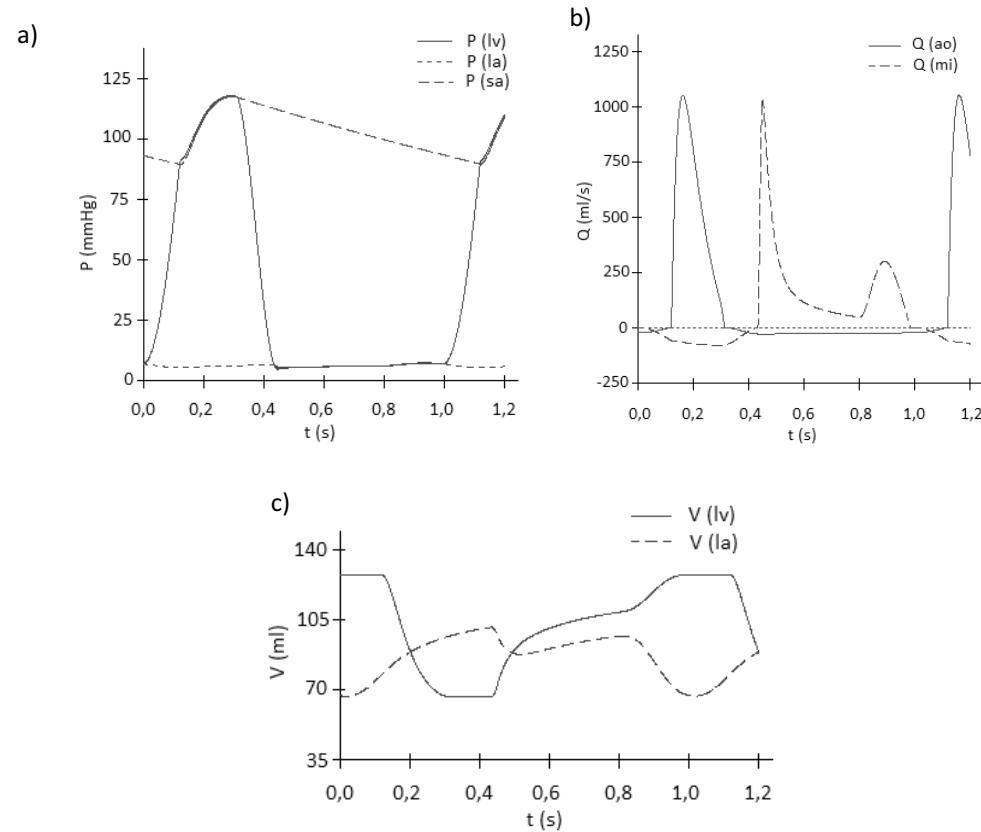 a)
P (lv)
P (la)
P (sa)
125
100
75
50
25
0
P (mmHg)
0,0 0,2 0,4 0,6 0,8 1,0 1,2
t (s)
b)
Q (ao)
Q (mi)
1250
1000
750
500
250
0
-250
Q (ml/s)
0,0 0,2 0,4 0,6 0,8 1,0 1,2
t (s)
c)
V (lv)
V (la)
140
105
70
35
V (ml)
0,0 0,2 0,4 0,6 0,8 1,0 1,2
t (s)